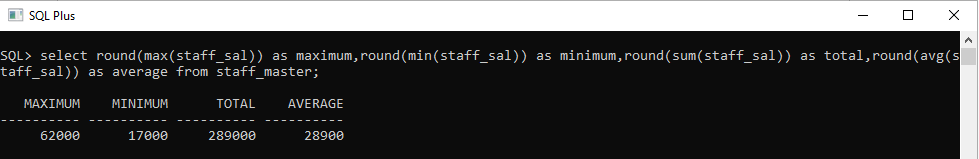 SQL Plus
SQL> select round(max(staff_sal)) as maximum,round(min(staff_sal)) as minimum,round(sum(staff_sal)) as total,round(avg(s
taff_sal)) as average from staff_master;
   MAXIMUM    MINIMUM      TOTAL    AVERAGE
---------- ---------- ---------- ----------
     62000      17000     289000      28900